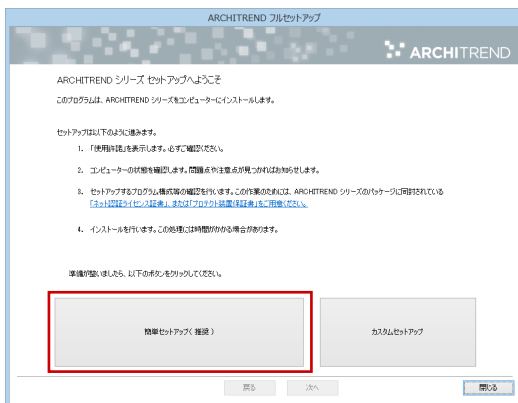 ARCHITREND フルセットアップ
ARCHITREND
ARCHITREND シリーズ セットアップへようこそ
このプログラムは、ARCHITREND シリーズをコンピューターにインストールします。
セットアップは以下のように進みます。
1. 「使用許諾」を表示します。必ずご確認ください。
2. コンピューターの状態を確認します。問題点や注意点が見つかればお知らせします。
3. セットアップするプログラム構成等の確認を行います。この作業のためには、ARCHITREND シリーズのパッケージに同封されている
「ネット認証ライセンス証書」、または「プロテクト装置保証書」をご用意ください。
4. インストールを行います。この処理には時間がかかる場合があります。
準備が整いましたら、以下のボタンをクリックしてください。
簡単セットアップ( 推奨 )
カスタムセットアップ
戻る
次へ
閉じる